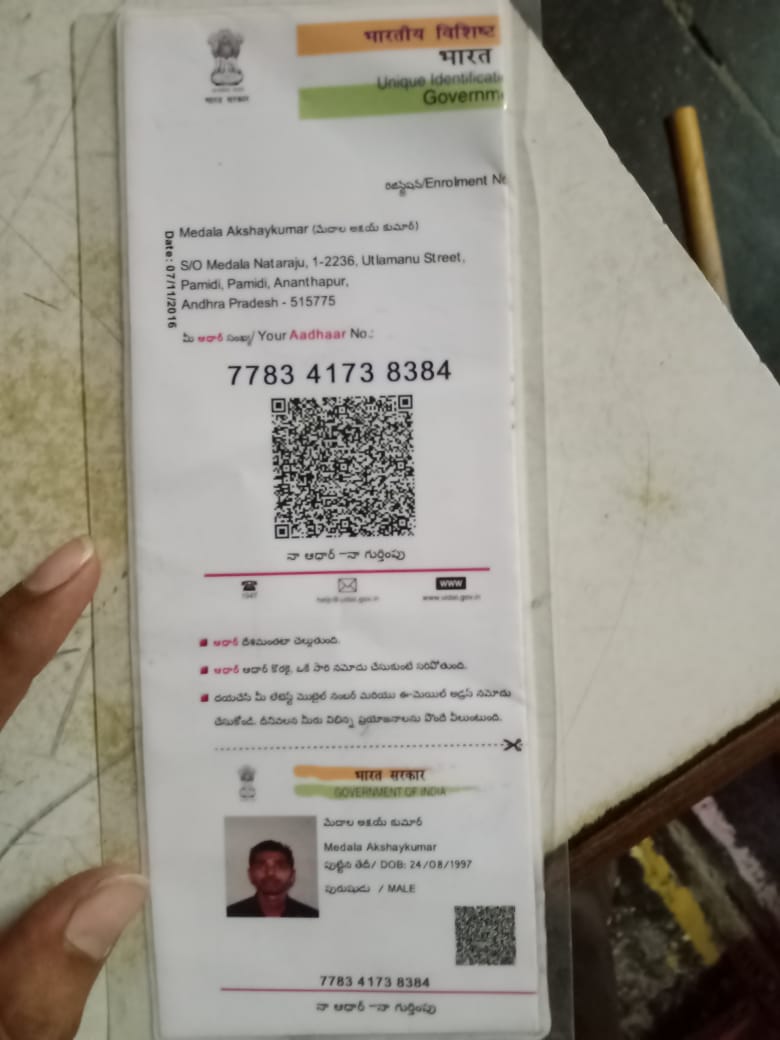 भारत सरकार
भारतीय विशिष्ट
भारत
Unique
Governm
రిజిస్ట్రేషన్/Enrolment
Date: 07/11/2016
Medala Akshaykumar (మేదాల అక్షయ్ కుమార్)
S/O Medala Nataraju, 1-2236, Utlamanu Street,
Pamidi, Pamidi, Ananthapur,
Andhra Pradesh - 515775
మీ ఆధార్ సంఖ్య/ Your Aadhaar No.:
7783 4173 8384
నా ఆధార్ –నా గుర్తింపు
1947
help@uidai.gov.in
WWW
www.uidai.gov.in
ఆధార్ దేశమంతటా చెల్లుతుంది.
ఆధార్ ఆధార్ కొరకై, ఒకే సారి నమోదు చేసుకుంటే సరిపోతుంది.
దయచేసి మీ లేటెస్ట్ మొబైల్ నంబర్ మరియు ఈ-మెయిల్ అడ్రస్ నమోదు
చేసుకోండి. దీనివలన మీరు విభిన్న ప్రయోజనాలను పొందే వీలుంటుంది.
भारत सरकार
GOVERNMENT OF INDIA
మేదాల అక్షయ్ కుమార్
Medala Akshaykumar
పుట్టిన తేదీ/ DOB: 24/08/1997
పురుషుడు / MALE
7783 4173 8384
నా ఆధార్ –నా గుర్తింపు